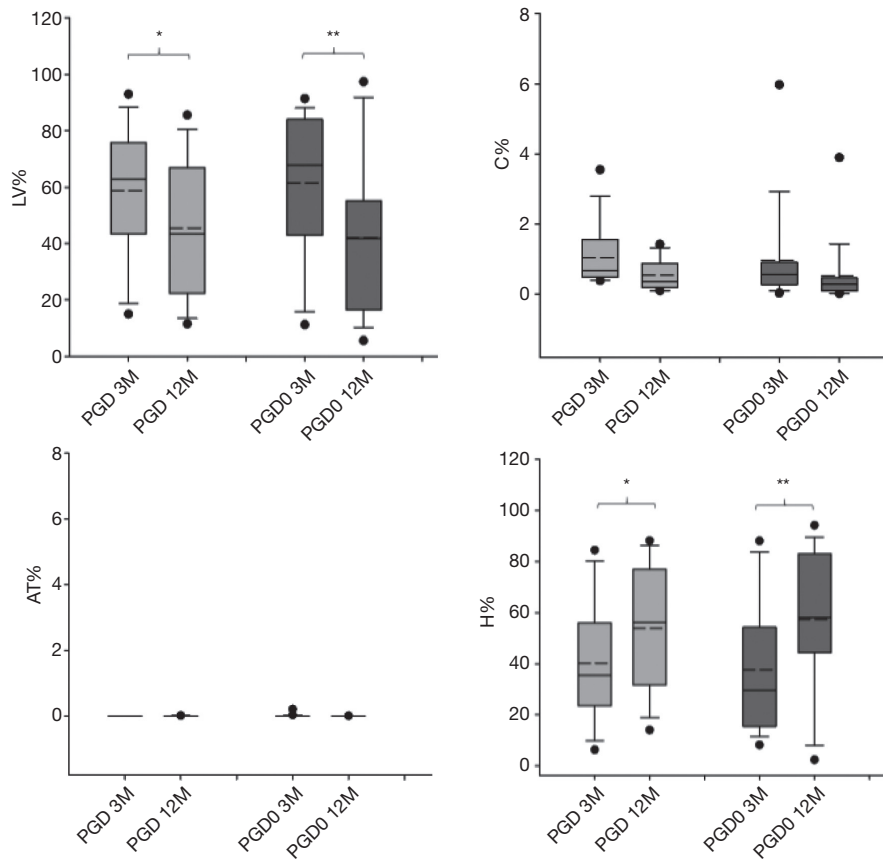 120
100
80
60
40
20
0
LV%
*
**
PGD 3M
PGD 12M
PGD0 3M
PGD0 12M
8
6
4
2
0
C%
PGD 3M
PGD 12M
PGD0 3M
PGD0 12M
8
6
4
2
0
AT%
PGD 3M
PGD 12M
PGD0 3M
PGD0 12M
120
100
80
60
40
20
0
H%
*
**
PGD 3M
PGD 12M
PGD0 3M
PGD0 12M